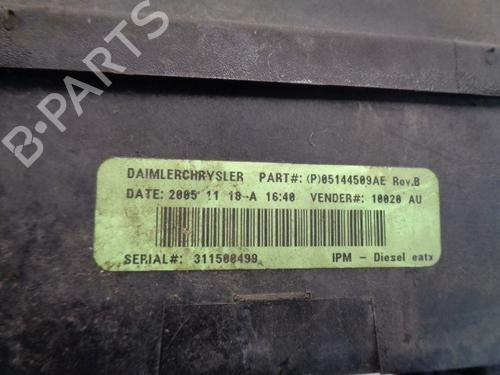 B-PARTS
DAIMLERCHRYSLER PART#: (P)05144509AE Rev.B
DATE: 2005 11 18-A 16:40 VENDER#: 10020 AU
SERIAL#: 311500499 IPM - Diesel eatx